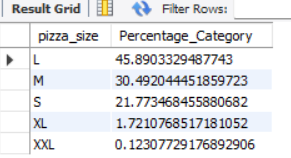 Result Grid Filter Rows:
pizza_size Percentage_Category
L 45.8903329487743
M 30.492044451859723
S 21.773468455880682
XL 1.7210768517181052
XXL 0.12307729176892906